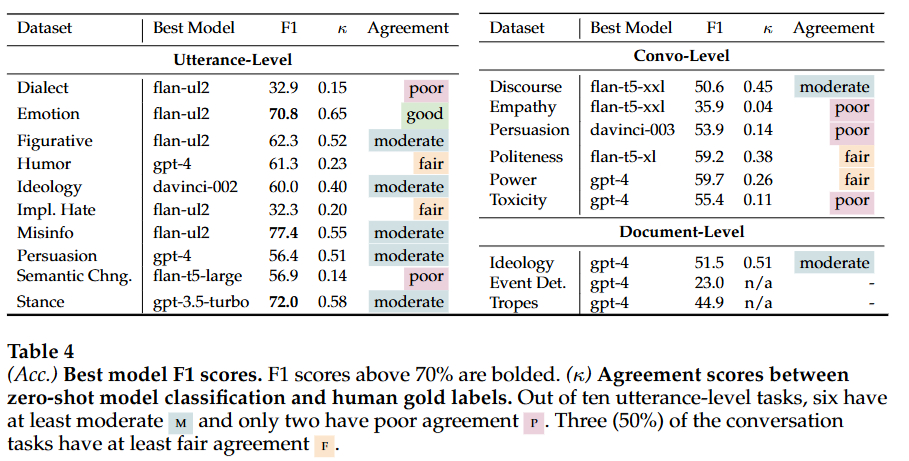 Dataset Best Model F1 κ Agreement
Utterance-Level
Dialect flan-ul2 32.9 0.15 poor
Emotion flan-ul2 70.8 0.65 good
Figurative flan-ul2 62.3 0.52 moderate
Humor gpt-4 61.3 0.23 fair
Ideology davinci-002 60.0 0.40 moderate
Impl. Hate flan-ul2 32.3 0.20 fair
Misinfo flan-ul2 77.4 0.55 moderate
Persuasion gpt-4 56.4 0.51 moderate
Semantic Chng. flan-t5-large 56.9 0.14 poor
Stance gpt-3.5-turbo 72.0 0.58 moderate
Dataset Best Model F1 κ Agreement
Convo-Level
Discourse flan-t5-xxl 50.6 0.45 moderate
Empathy flan-t5-xxl 35.9 0.04 poor
Persuasion davinci-003 53.9 0.14 poor
Politeness flan-t5-xl 59.2 0.38 fair
Power gpt-4 59.7 0.26 fair
Toxicity gpt-4 55.4 0.11 poor
Document-Level
Ideology gpt-4 51.5 0.51 moderate
Event Det. gpt-4 23.0 n/a -
Tropes gpt-4 44.9 n/a -
Table 4
(Acc.) Best model F1 scores. F1 scores above 70% are bolded. (κ) Agreement scores between
zero-shot model classification and human gold labels. Out of ten utterance-level tasks, six have
at least moderate M and only two have poor agreement P . Three (50%) of the conversation
tasks have at least fair agreement F .